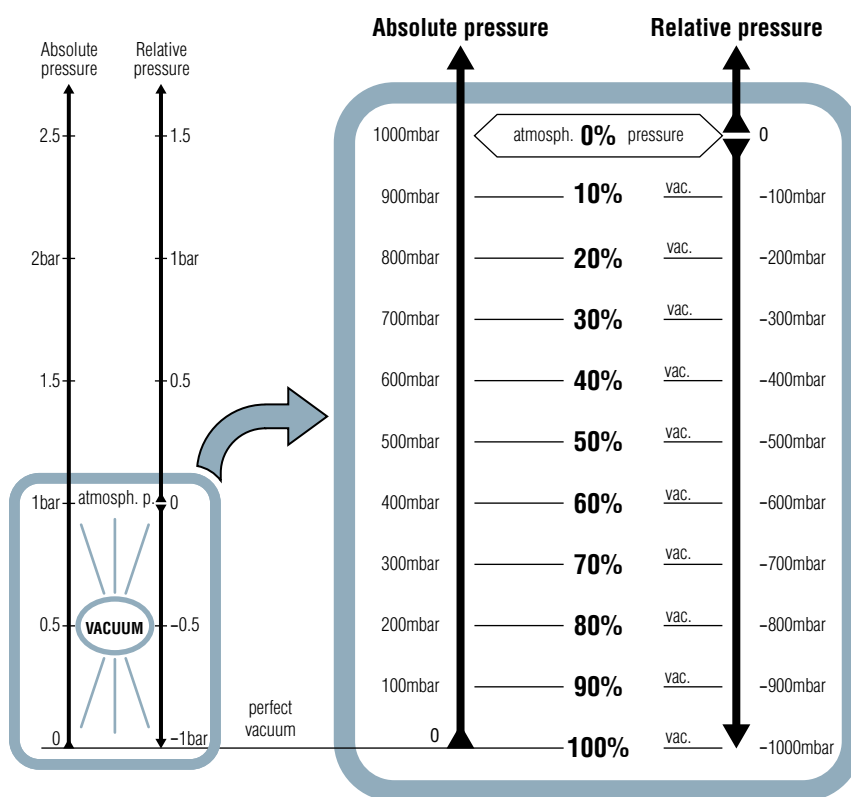 Absolute pressure
Relative pressure
Absolute
pressure
Relative
pressure
2.5
1.5
2bar
1bar
1.5
0.5
1bar
atmosph. p.
0
0.5
VACUUM
-0.5
0
-1bar
perfect
vacuum
1000mbar
atmosph. 0% pressure
0
900mbar
10%
vac.
-100mbar
800mbar
20%
vac.
-200mbar
700mbar
30%
vac.
-300mbar
600mbar
40%
vac.
-400mbar
500mbar
50%
vac.
-500mbar
400mbar
60%
vac.
-600mbar
300mbar
70%
vac.
-700mbar
200mbar
80%
vac.
-800mbar
100mbar
90%
vac.
-900mbar
0
100%
vac.
-1000mbar